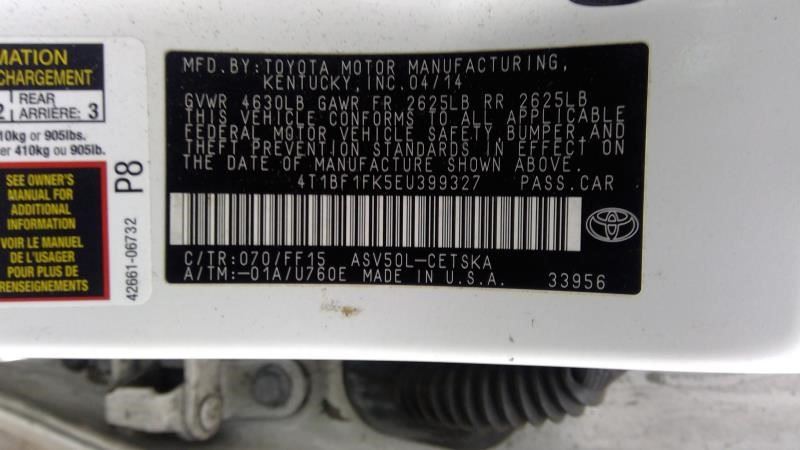 MATION
CHARGEMENT
2 REAR 3
ARRIÈRE:
10kg or 905lbs.
er 410kg ou 905lb.
SEE OWNER'S
MANUAL FOR
ADDITIONAL
INFORMATION
VOIR LE MANUEL
DE L'USAGER
POUR PLUS DE
RENSEIGNEMENTS
P8
42661-06732
MFD.BY:TOYOTA MOTOR MANUFACTURING,
KENTUCKY,INC.04/14
GVWR 4630LB GAWR FR 2625LB RR 2625LB
THIS VEHICLE CONFORMS TO ALL APPLICABLE
FEDERAL MOTOR VEHICLE SAFETY,BUMPER,AND
THEFT PREVENTION STANDARDS IN EFFECT ON
THE DATE OF MANUFACTURE SHOWN ABOVE.
4T1BF1FK5EU399327 PASS.CAR
C/TR:070/FF15 ASV50L-CETSKA
A/TM:-01A/U760E MADE IN U.S.A. 33956